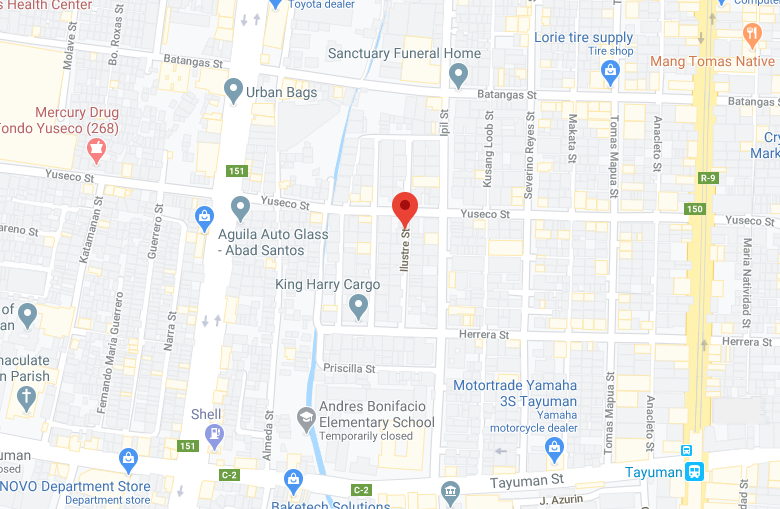 s Health Center
Toyota dealer
Computer
Molave St
Bo. Roxas St
Batangas St
Sanctuary Funeral Home
Lorie tire supply
Tire shop
Mang Tomas Native
Urban Bags
Batangas St
Batangas St
Mercury Drug
Tondo Yuseco (268)
Ipil St
Kusang Loob St
Severino Reyes St
Makata St
Tomas Mapua St
Anacleto St
Cry
Mark
151
R-9
Yuseco St
Yuseco St
Yuseco St
150
Yuseco St
areno St
Katamanan St
Guerrero St
Aguila Auto Glass
- Abad Santos
Ilustre St
Maria Natividad St
King Harry Cargo
of
an
Fernando Maria Guerrero
Narra St
Herrera St
Herrera St
Priscilla St
maculate
n Parish
Motortrade Yamaha
3S Tayuman
Yamaha
motorcycle dealer
Tomas Mapua St
Anacleto St
Andres Bonifacio
Elementary School
Temporarily closed
Shell
Almeda St
151
uman
osed
NOVO Department Store
Department store
C-2
C-2
Baketech Solutions
Tayuman St
J. Azurin
Tayuman
dad St